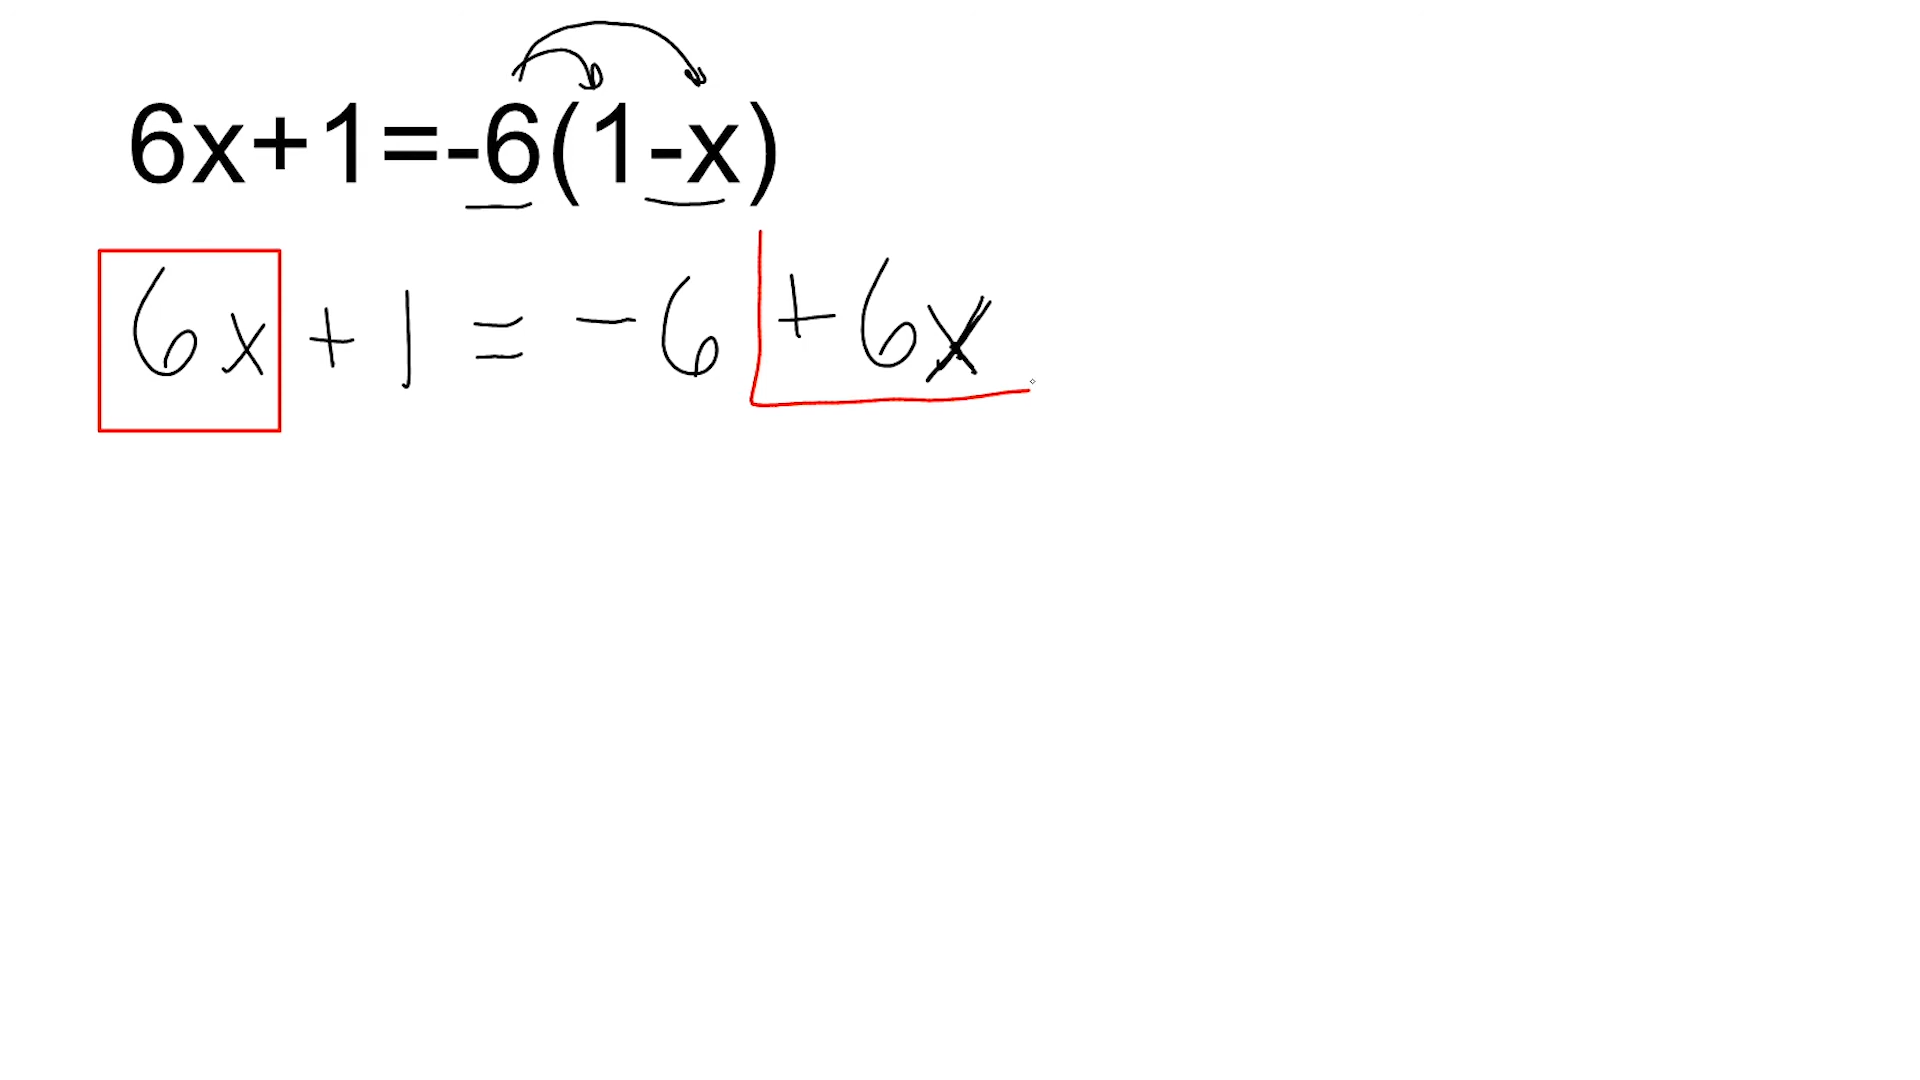 6x+1=-6(1-x)
6x + 1 = - 6 + 6x